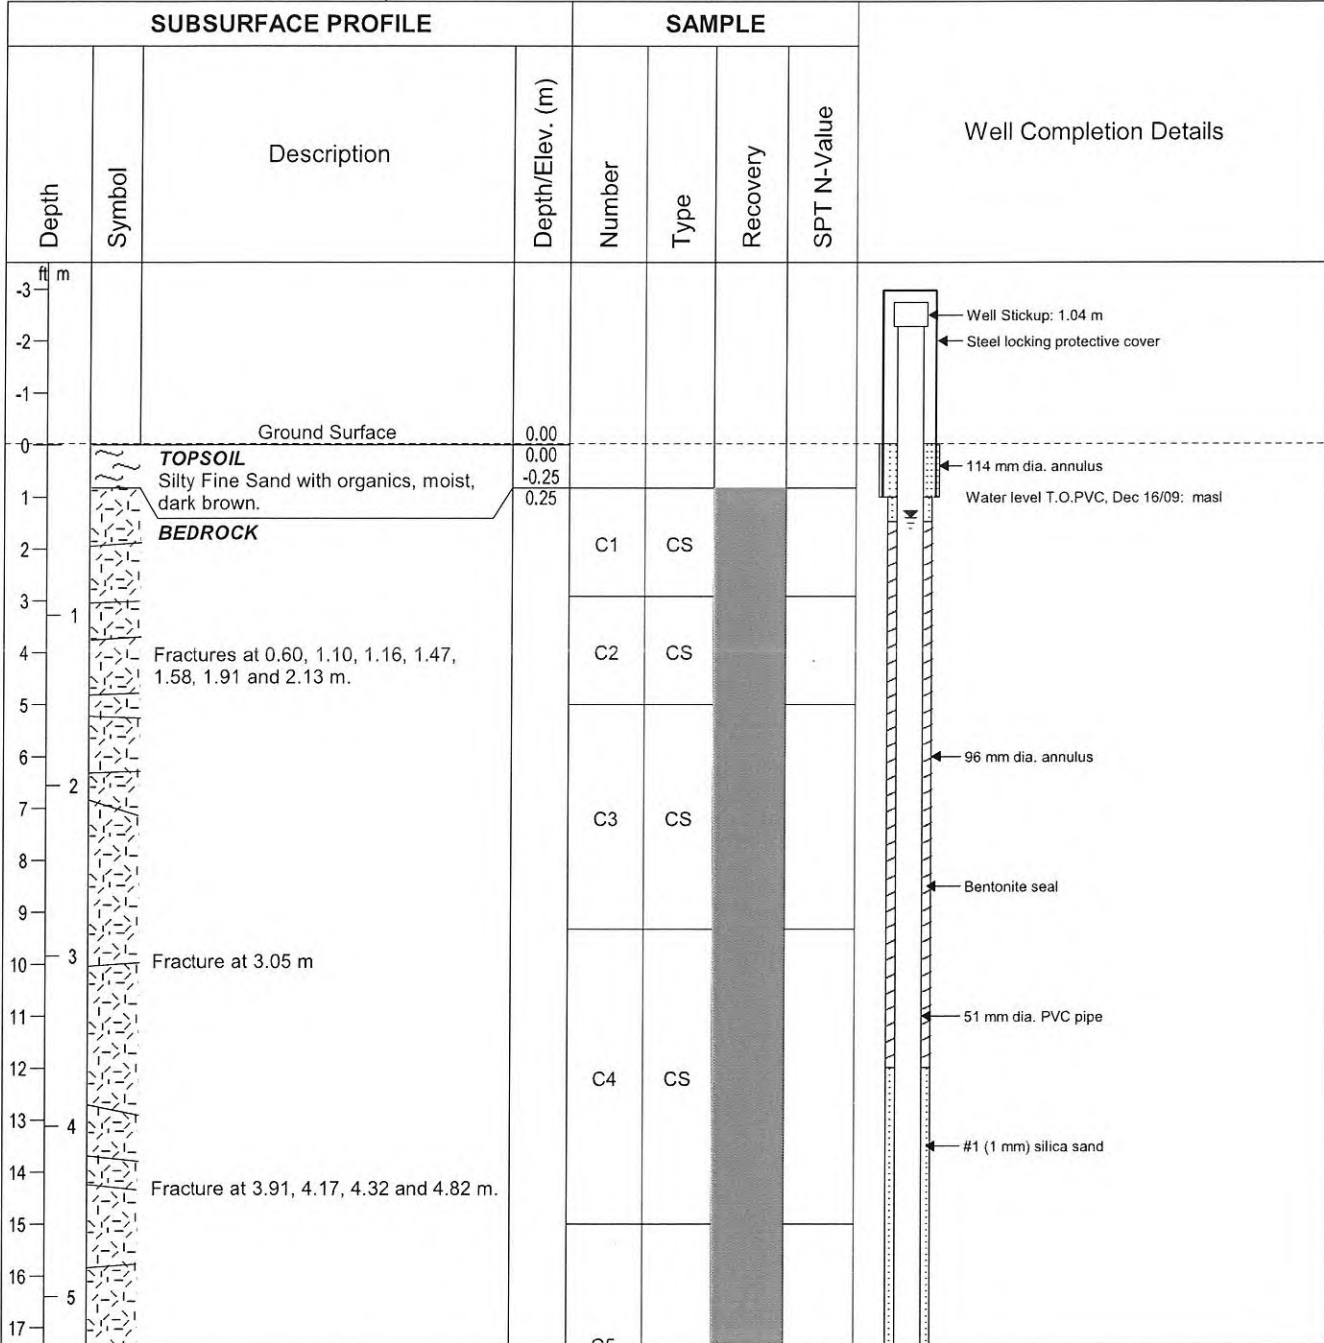 SUBSURFACE PROFILE
SAMPLE
Depth
Symbol
Description
Depth/Elev. (m)
Number
Type
Recovery
SPT N-Value
Well Completion Details
ft m
-3
Well Stickup: 1.04 m
-2
Steel locking protective cover
-1
Ground Surface
0.00
0
TOPSOIL
0.00
114 mm dia. annulus
Silty Fine Sand with organics, moist,
-0.25
dark brown.
1
0.25
Water level T.O.PVC, Dec 16/09: masl
BEDROCK
2
C1
CS
3
1
4
Fractures at 0.60, 1.10, 1.16, 1.47,
1.58, 1.91 and 2.13 m.
C2
CS
5
6
96 mm dia. annulus
2
7
C3
CS
8
Bentonite seal
9
3
10
Fracture at 3.05 m
11
51 mm dia. PVC pipe
12
C4
CS
13
4
#1 (1 mm) silica sand
14
Fracture at 3.91, 4.17, 4.32 and 4.82 m.
15
16
5
17
C5